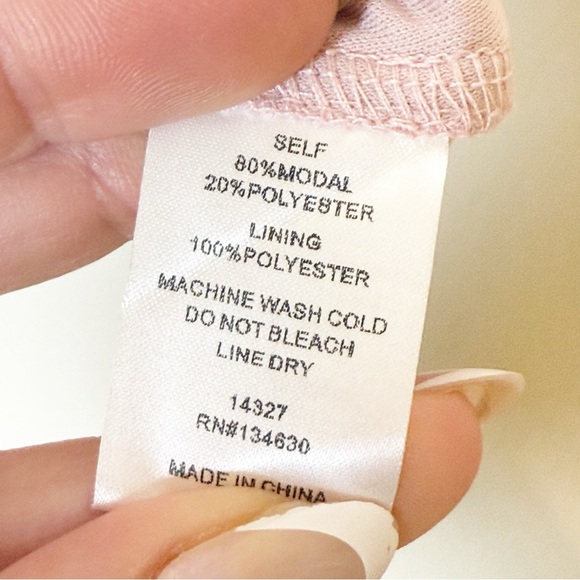 SELF
80%MODAL
20%POLYESTER
LINING
100%POLYESTER
MACHINE WASH COLD
DO NOT BLEACH
LINE DRY
14327
RN#134630
MADE IN CHINA